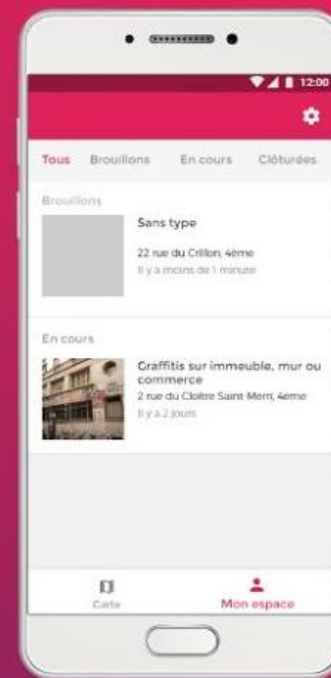 12:00
Tous Brouillons En cours Clôturées
Brouillons
Sans type
22 rue du Crillon, 4ème
Il y a moins de 1 minute
En cours
Graffitis sur immeuble, mur ou
commerce
2 rue du Cloître Saint Merri, 4ème
Il y a 2 jours
Carte Mon espace